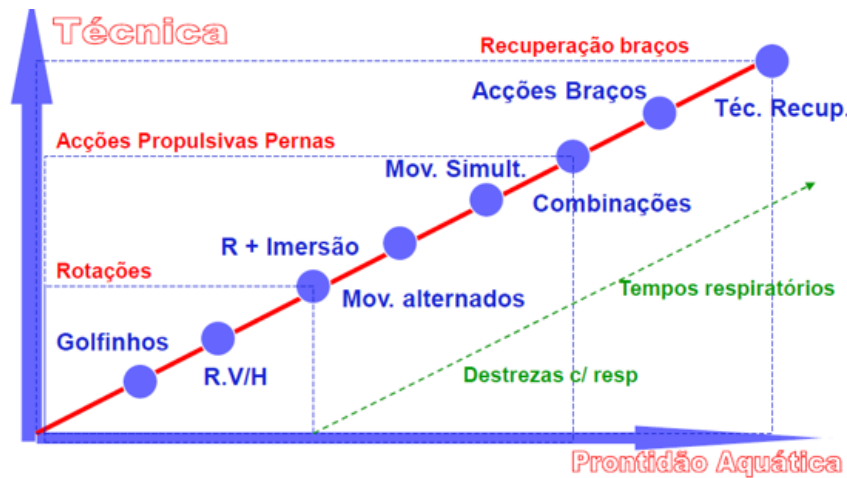 Técnica
Recuperação braços
Acções Braços
Téc. Recup.
Acções Propulsivas Pernas
Mov. Simult.
Combinações
R + Imersão
Rotações
Mov. alternados
Tempos respiratórios
Golfinhos
R.V/H
Destrezas c/ resp
Prontidão Aquática